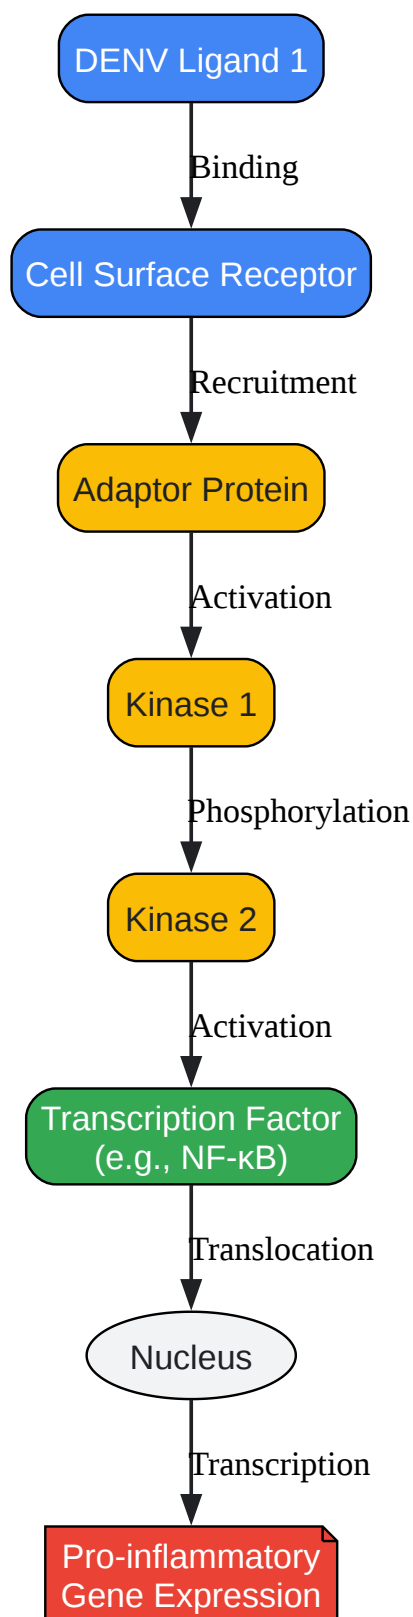 DENV Ligand 1
Binding
Cell Surface Receptor
Recruitment
Adaptor Protein
Activation
Kinase 1
Phosphorylation
Kinase 2
Activation
Transcription Factor
(e.g., NF-κB)
Translocation
Nucleus
Transcription
Pro-inflammatory
Gene Expression